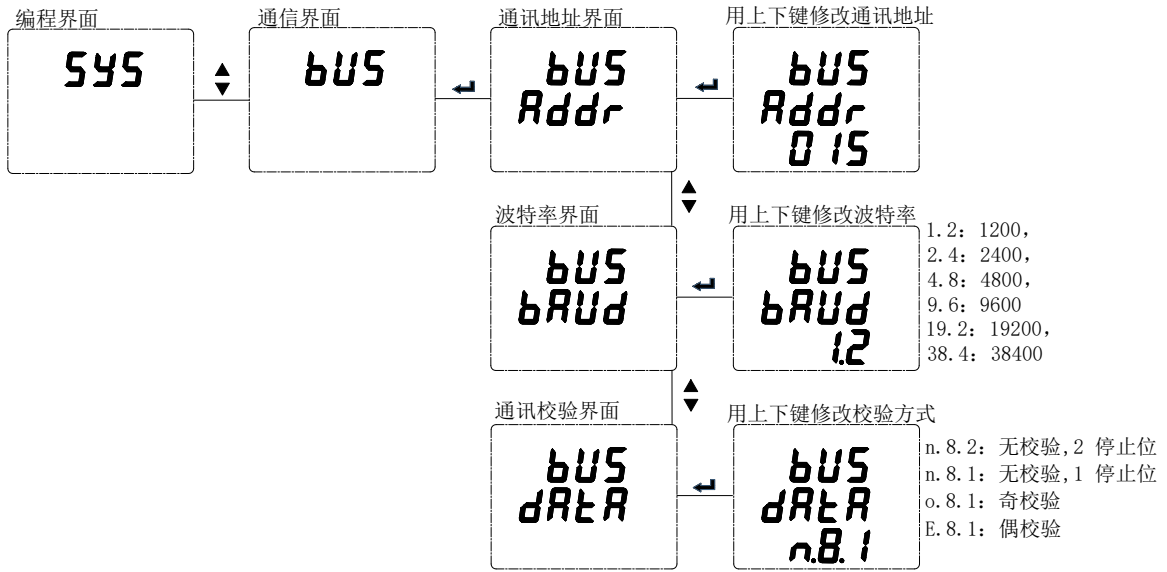 编程界面
通信界面
通讯地址界面
用上下键修改通讯地址
SYS
bUS
bUS
Addr
bUS
Addr
015
波特率界面
用上下键修改波特率
bUS
bAUd
bUS
bAUd
1.2
1.2: 1200,
2.4: 2400,
4.8: 4800,
9.6: 9600
19.2: 19200,
38.4: 38400
通讯校验界面
用上下键修改校验方式
bUS
dAtA
bUS
dAtA
n.8.1
n.8.2: 无校验,2 停止位
n.8.1: 无校验,1 停止位
o.8.1: 奇校验
E.8.1: 偶校验